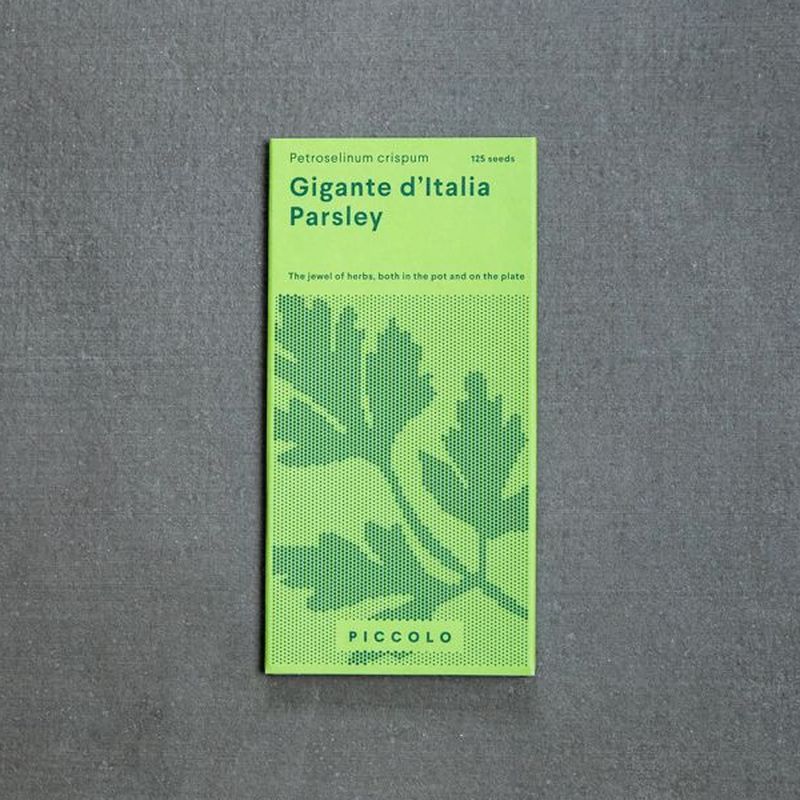 Petroselinum crispum 125 seeds
Gigante d'Italia
Parsley
The jewel of herbs, both in the pot and on the plate
PICCOLO